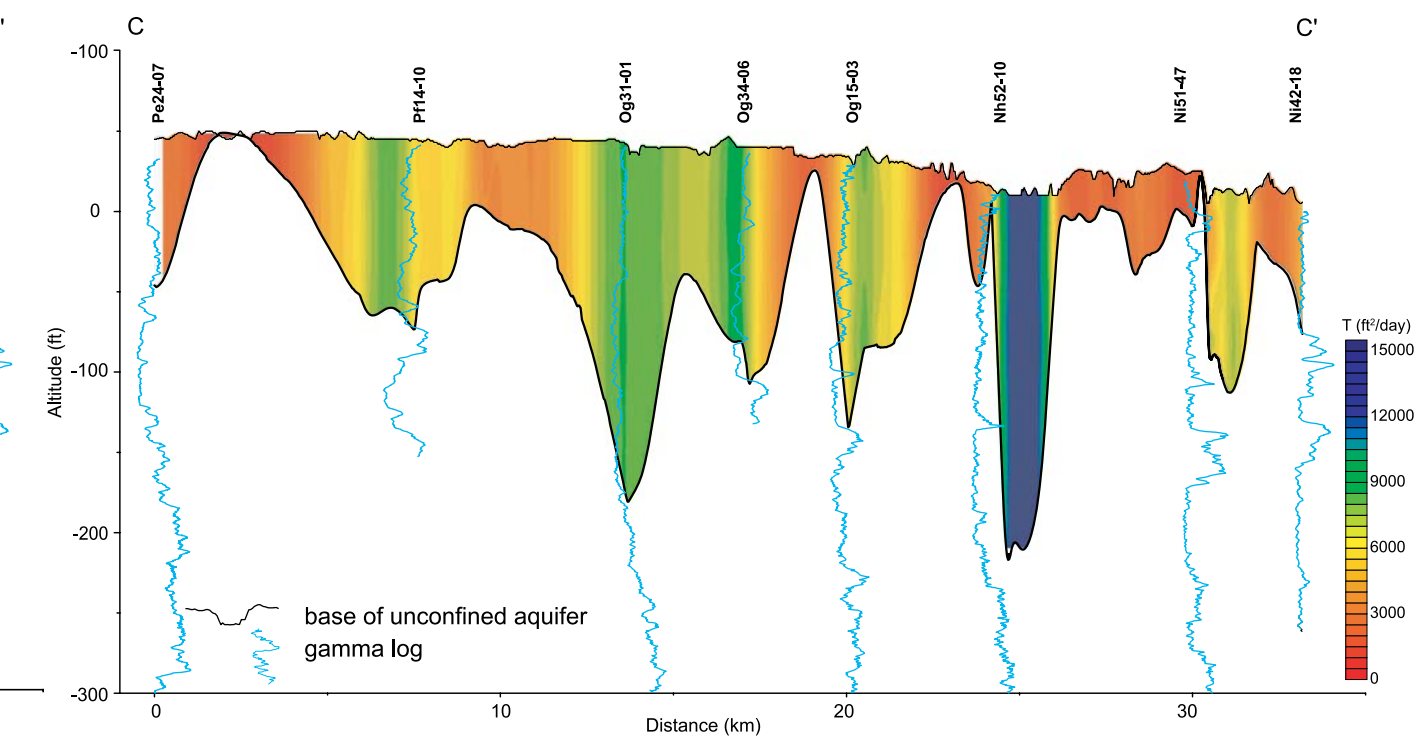 '
C
C'
Pe24-07
Pf14-10
Og31-01
Og34-06
Og15-03
Nh52-10
Ni51-47
Ni42-18
-100
0
-100
-200
-300
Altitude (ft)
base of unconfined aquifer
gamma log
0
10
20
30
Distance (km)
T (ft²/day)
15000
12000
9000
6000
3000
0